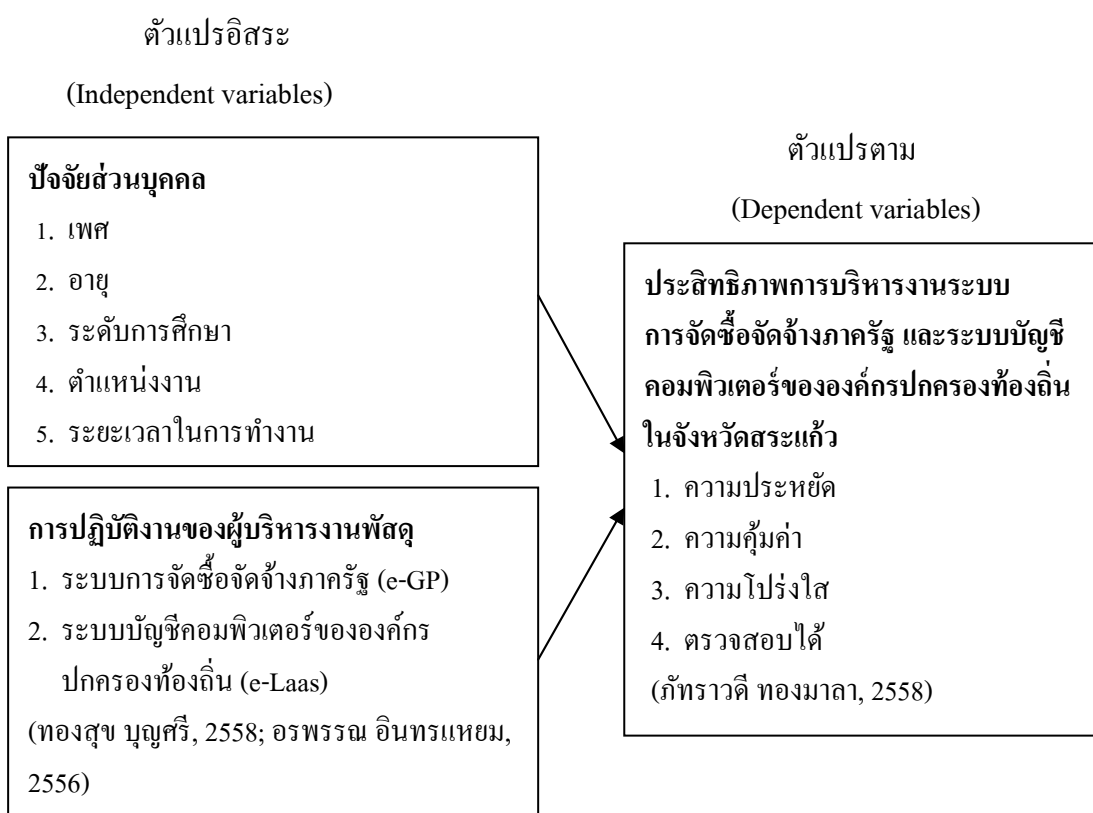 ตัวแปรอิสระ
(Independent variables)
ปัจจัยส่วนบุคคล
1. เพศ
2. อายุ
3. ระดับการศึกษา
4. ตำแหน่งงาน
5. ระยะเวลาในการทำงาน
การปฏิบัติงานของผู้บริหารงานพัสดุ
1. ระบบการจัดซื้อจัดจ้างภาครัฐ (e-GP)
2. ระบบบัญชีคอมพิวเตอร์ขององค์กร
ปกครองท้องถิ่น (e-Laas)
(ทองสุข บุญศรี, 2558; อรพรรณ อินทรแหยม,
2556)
ตัวแปรตาม
(Dependent variables)
ประสิทธิภาพการบริหารงานระบบ
การจัดซื้อจัดจ้างภาครัฐ และระบบบัญชี
คอมพิวเตอร์ขององค์กรปกครองท้องถิ่น
ในจังหวัดสระแก้ว
1. ความประหยัด
2. ความคุ้มค่า
3. ความโปร่งใส
4. ตรวจสอบได้
(ภัทราวดี ทองมาลา, 2558)